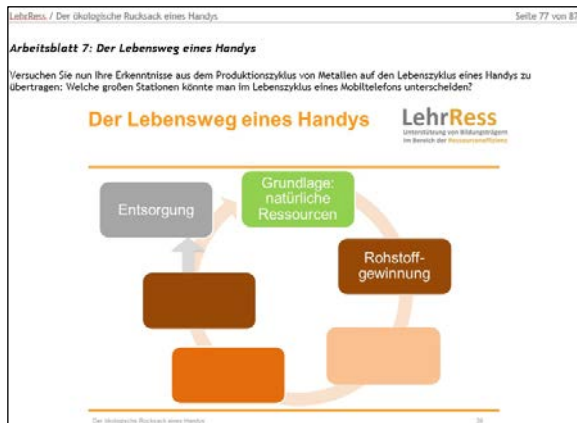 LehrRess / Der ökologische Rucksack eines Handys Seite 77 von 87
Arbeitsblatt 7: Der Lebensweg eines Handys
Versuchen Sie nun Ihre Erkenntnisse aus dem Produktionszyklus von Metallen auf den Lebenszyklus eines Handys zu
übertragen: Welche großen Stationen könnte man im Lebenszyklus eines Mobiltelefons unterscheiden?
Der Lebensweg eines Handys
LehrRess
Unterstützung von Bildungsträgern
im Bereich der Ressourceneffizienz
Grundlage:
natürliche
Ressourcen
Entsorgung
Rohstoff-
gewinnung
Der ökologische Rucksack eines Handys